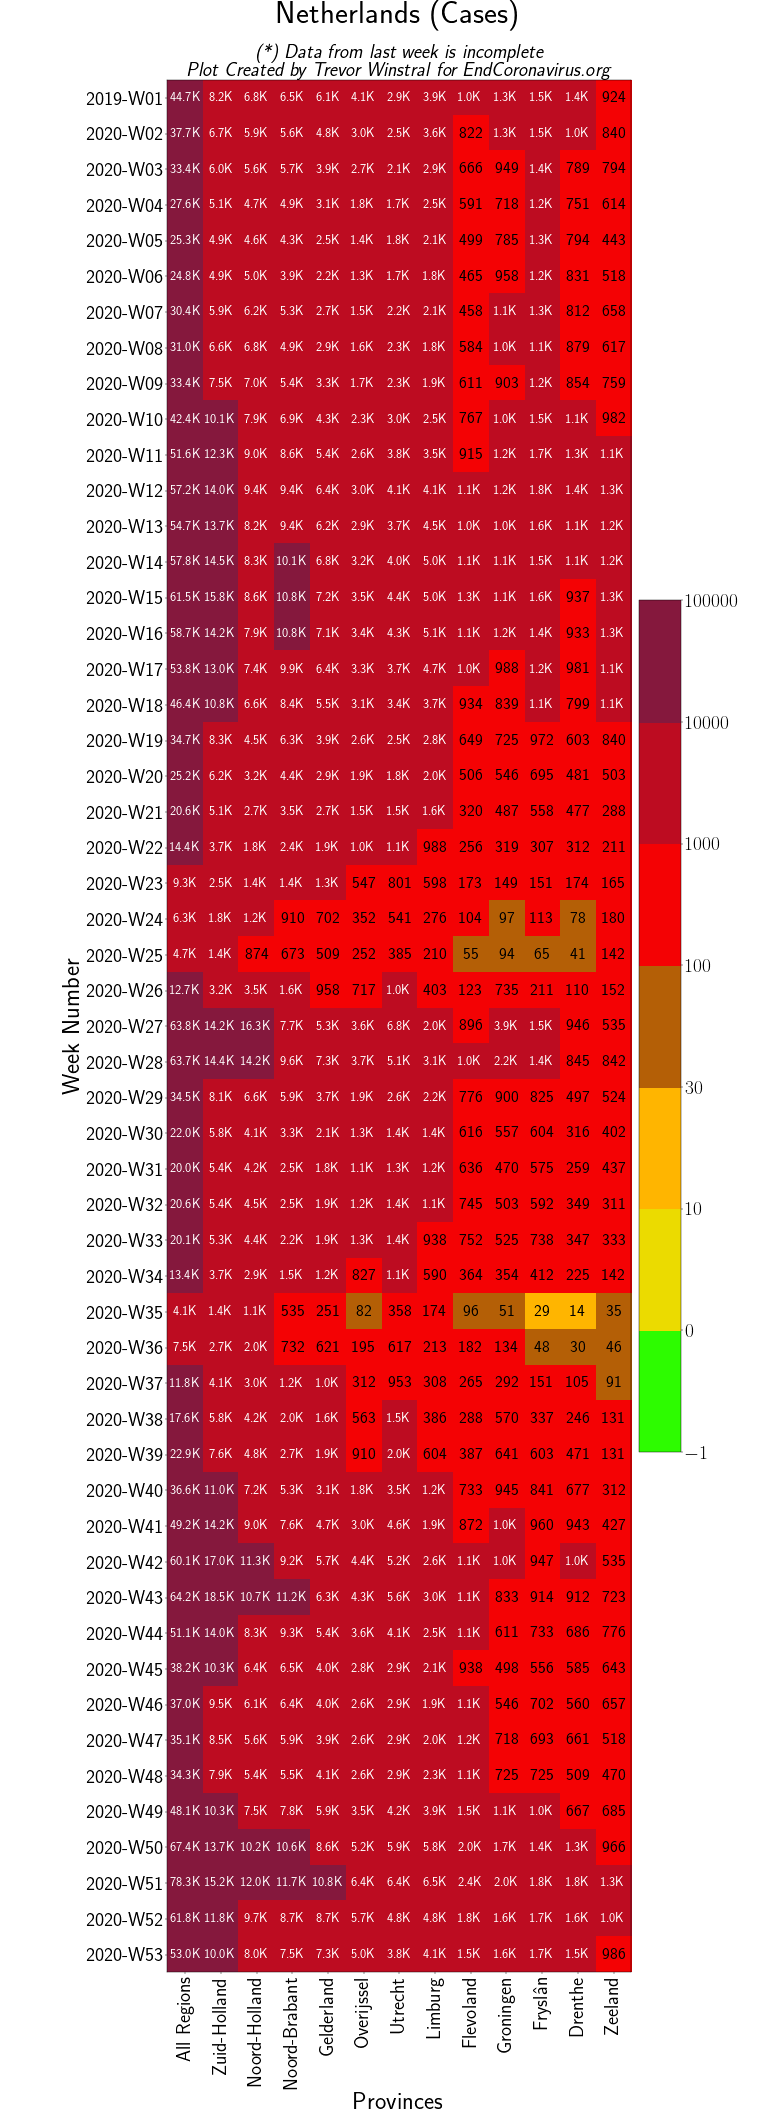 Netherlands (Cases)
(*) Data from last week is incomplete
Plot Created by Trevor Winstral for EndCoronavirus.org
2019-W01 44.7K 8.2K 6.8K 6.5K 6.1K 4.1K 2.9K 3.9K 1.0K 1.3K 1.5K 1.4K 924
2020-W02 37.7K 6.7K 5.9K 5.6K 4.8K 3.0K 2.5K 3.6K 822 1.3K 1.5K 1.0K 840
2020-W03 33.4K 6.0K 5.6K 5.7K 3.9K 2.7K 2.1K 2.9K 666 949 1.4K 789 794
2020-W04 27.6K 5.1K 4.7K 4.9K 3.1K 1.8K 1.7K 2.5K 591 718 1.2K 751 614
2020-W05 25.3K 4.9K 4.6K 4.3K 2.5K 1.4K 1.8K 2.1K 499 785 1.3K 794 443
2020-W06 24.8K 4.9K 5.0K 3.9K 2.2K 1.3K 1.7K 1.8K 465 958 1.2K 831 518
2020-W07 30.4K 5.9K 6.2K 5.3K 2.7K 1.5K 2.2K 2.1K 458 1.1K 1.3K 812 658
2020-W08 31.0K 6.6K 6.8K 4.9K 2.9K 1.6K 2.3K 1.8K 584 1.0K 1.1K 879 617
2020-W09 33.4K 7.5K 7.0K 5.4K 3.3K 1.7K 2.3K 1.9K 611 903 1.2K 854 759
2020-W10 42.4K 10.1K 7.9K 6.9K 4.3K 2.3K 3.0K 2.5K 767 1.0K 1.5K 1.1K 982
2020-W11 51.6K 12.3K 9.0K 8.6K 5.4K 2.6K 3.8K 3.5K 915 1.2K 1.7K 1.3K 1.1K
2020-W12 57.2K 14.0K 9.4K 9.4K 6.4K 3.0K 4.1K 4.1K 1.1K 1.2K 1.8K 1.4K 1.3K
2020-W13 54.7K 13.7K 8.2K 9.4K 6.2K 2.9K 3.7K 4.5K 1.0K 1.0K 1.6K 1.1K 1.2K
2020-W14 57.8K 14.5K 8.3K 10.1K 6.8K 3.2K 4.0K 5.0K 1.1K 1.1K 1.5K 1.1K 1.2K
2020-W15 61.5K 15.8K 8.6K 10.8K 7.2K 3.5K 4.4K 5.0K 1.3K 1.1K 1.6K 937 1.3K
2020-W16 58.7K 14.2K 7.9K 10.8K 7.1K 3.4K 4.3K 5.1K 1.1K 1.2K 1.4K 933 1.3K
2020-W17 53.8K 13.0K 7.4K 9.9K 6.4K 3.3K 3.7K 4.7K 1.0K 988 1.2K 981 1.1K
2020-W18 46.4K 10.8K 6.6K 8.4K 5.5K 3.1K 3.4K 3.7K 934 839 1.1K 799 1.1K
2020-W19 34.7K 8.3K 4.5K 6.3K 3.9K 2.6K 2.5K 2.8K 649 725 972 603 840
2020-W20 25.2K 6.2K 3.2K 4.4K 2.9K 1.9K 1.8K 2.0K 506 546 695 481 503
2020-W21 20.6K 5.1K 2.7K 3.5K 2.7K 1.5K 1.5K 1.6K 320 487 558 477 288
2020-W22 14.4K 3.7K 1.8K 2.4K 1.9K 1.0K 1.1K 988 256 319 307 312 211
2020-W23 9.3K 2.5K 1.4K 1.4K 1.3K 547 801 598 173 149 151 174 165
2020-W24 6.3K 1.8K 1.2K 910 702 352 541 276 104 97 113 78 180
2020-W25 4.7K 1.4K 874 673 509 252 385 210 55 94 65 41 142
2020-W26 12.7K 3.2K 3.5K 1.6K 958 717 1.0K 403 123 735 211 110 152
2020-W27 63.8K 14.2K 16.3K 7.7K 5.3K 3.6K 6.8K 2.0K 896 3.9K 1.5K 946 535
2020-W28 63.7K 14.4K 14.2K 9.6K 7.3K 3.7K 5.1K 3.1K 1.0K 2.2K 1.4K 845 842
2020-W29 34.5K 8.1K 6.6K 5.9K 3.7K 1.9K 2.6K 2.2K 776 900 825 497 524
2020-W30 22.0K 5.8K 4.1K 3.3K 2.1K 1.3K 1.4K 1.4K 616 557 604 316 402
2020-W31 20.0K 5.4K 4.2K 2.5K 1.8K 1.1K 1.3K 1.2K 636 470 575 259 437
2020-W32 20.6K 5.4K 4.5K 2.5K 1.9K 1.2K 1.4K 1.1K 745 503 592 349 311
2020-W33 20.1K 5.3K 4.4K 2.2K 1.9K 1.3K 1.4K 938 752 525 738 347 333
2020-W34 13.4K 3.7K 2.9K 1.5K 1.2K 827 1.1K 590 364 354 412 225 142
2020-W35 4.1K 1.4K 1.1K 535 251 82 358 174 96 51 29 14 35
2020-W36 7.5K 2.7K 2.0K 732 621 195 617 213 182 134 48 30 46
2020-W37 11.8K 4.1K 3.0K 1.2K 1.0K 312 953 308 265 292 151 105 91
2020-W38 17.6K 5.8K 4.2K 2.0K 1.6K 563 1.5K 386 288 570 337 246 131
2020-W39 22.9K 7.6K 4.8K 2.7K 1.9K 910 2.0K 604 387 641 603 471 131
2020-W40 36.6K 11.0K 7.2K 5.3K 3.1K 1.8K 3.5K 1.2K 733 945 841 677 312
2020-W41 49.2K 14.2K 9.0K 7.6K 4.7K 3.0K 4.6K 1.9K 872 1.0K 960 943 427
2020-W42 60.1K 17.0K 11.3K 9.2K 5.7K 4.4K 5.2K 2.6K 1.1K 1.0K 947 1.0K 535
2020-W43 64.2K 18.5K 10.7K 11.2K 6.3K 4.3K 5.6K 3.0K 1.1K 833 914 912 723
2020-W44 51.1K 14.0K 8.3K 9.3K 5.4K 3.6K 4.1K 2.5K 1.1K 611 733 686 776
2020-W45 38.2K 10.3K 6.4K 6.5K 4.0K 2.8K 2.9K 2.1K 938 498 556 585 643
2020-W46 37.0K 9.5K 6.1K 6.4K 4.0K 2.6K 2.9K 1.9K 1.1K 546 702 560 657
2020-W47 35.1K 8.5K 5.6K 5.9K 3.9K 2.6K 2.9K 2.0K 1.2K 718 693 661 518
2020-W48 34.3K 7.9K 5.4K 5.5K 4.1K 2.6K 2.9K 2.3K 1.1K 725 725 509 470
2020-W49 48.1K 10.3K 7.5K 7.8K 5.9K 3.5K 4.2K 3.9K 1.5K 1.1K 1.0K 667 685
2020-W50 67.4K 13.7K 10.2K 10.6K 8.6K 5.2K 5.9K 5.8K 2.0K 1.7K 1.4K 1.3K 966
2020-W51 78.3K 15.2K 12.0K 11.7K 10.8K 6.4K 6.4K 6.5K 2.4K 2.0K 1.8K 1.8K 1.3K
2020-W52 61.8K 11.8K 9.7K 8.7K 8.7K 5.7K 4.8K 4.8K 1.8K 1.6K 1.7K 1.6K 1.0K
2020-W53 53.0K 10.0K 8.0K 7.5K 7.3K 5.0K 3.8K 4.1K 1.5K 1.6K 1.7K 1.5K 986
Week Number
All Regions
Zuid-Holland
Noord-Holland
Noord-Brabant
Gelderland
Overijssel
Utrecht
Limburg
Flevoland
Groningen
Fryslân
Drenthe
Zeeland
Provinces
100000
10000
1000
100
30
10
0
−1